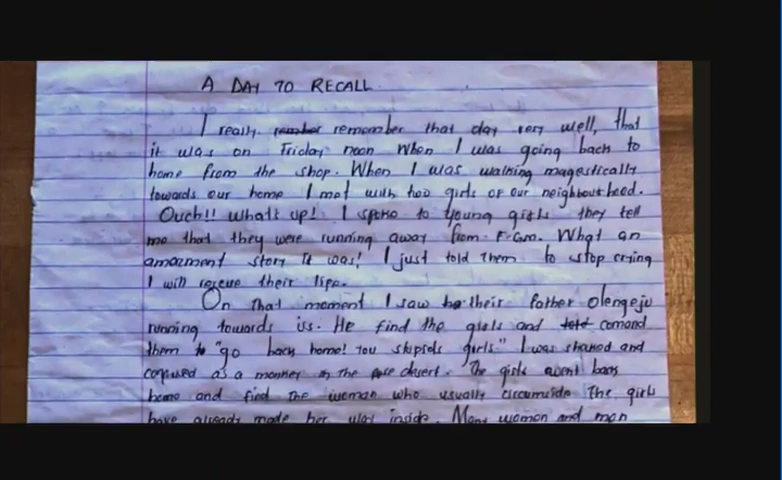 A DAY TO RECALL.
I really remember that day very well, that
it was on Friday noon When I was going back to
home from the shop. When I was walking magestically
towards our home I met with two girls of our neighbourhood.
Ouch!! what's up! I spoke to young girls they tell
me that they were running away from F.Gm. What an
amazment story It was! I just told them to stop crying
I will rescue their life.
On that moment I saw their father olengeju
running towards iss. He find the girls and comand
them to "go back home! you stupids girls" I was shaked and
confused as a monkey in the desert. The girls went back
home and find the woman who usually circumside The girls
have already made her way inside. Many women and man